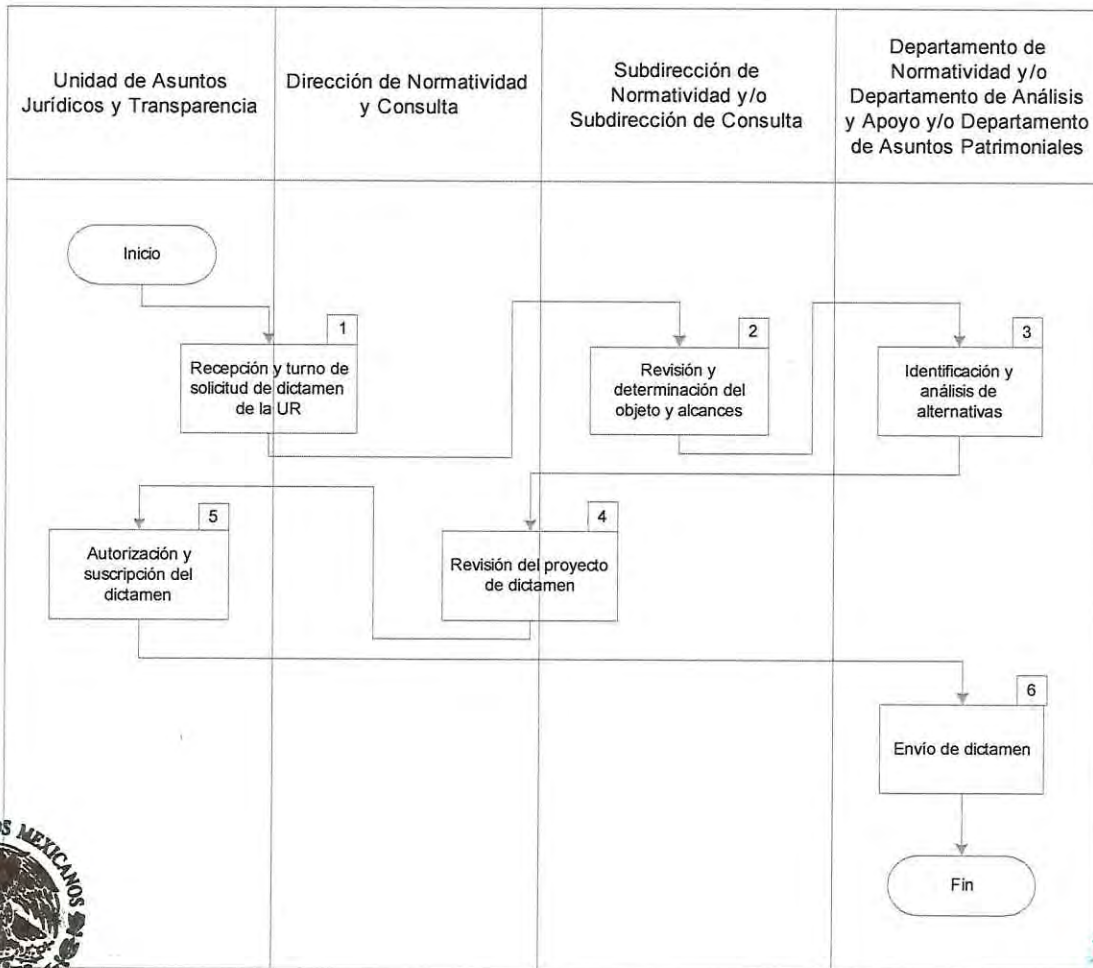 Unidad de Asuntos
Jurídicos y Transparencia
Dirección de Normatividad
y Consulta
Subdirección de
Normatividad y/o
Subdirección de Consulta
Departamento de
Normatividad y/o
Departamento de Análisis
y Apoyo y/o Departamento
de Asuntos Patrimoniales
Inicio
1
Recepción y turno de
solicitud de dictamen
de la UR
2
Revisión y
determinación del
objeto y alcances
3
Identificación y
análisis de
alternativas
4
Revisión del proyecto
de dictamen
5
Autorización y
suscripción del
dictamen
6
Envío de dictamen
Fin
MEXICANOS